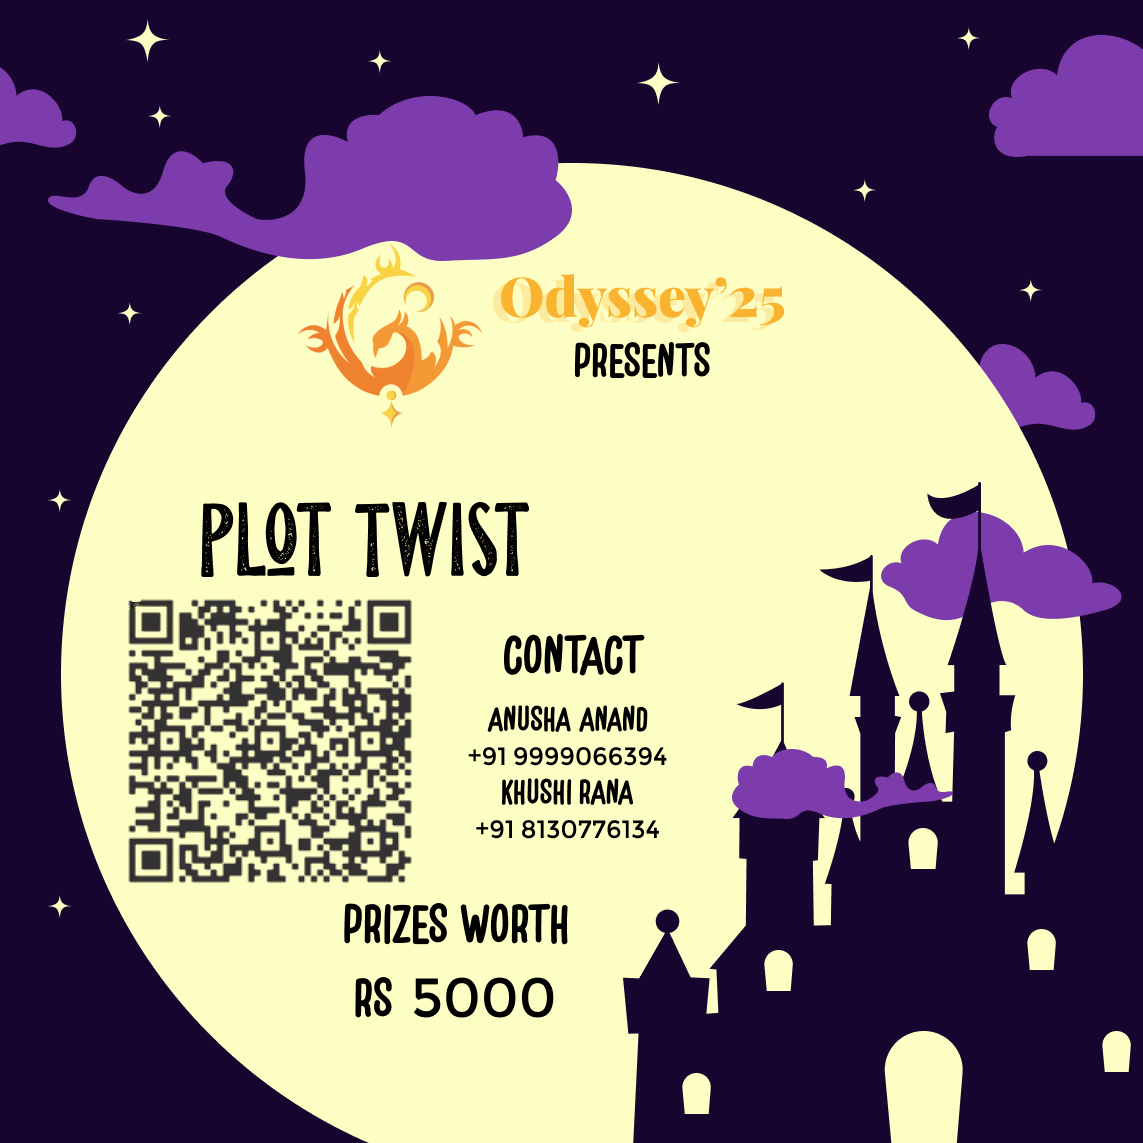 Odyssey'25
PRESENTS
PLOT TWIST
CONTACT
ANUSHA ANAND
+91 9999066394
KHUSHI RANA
+91 8130776134
PRIZES WORTH
RS 5000